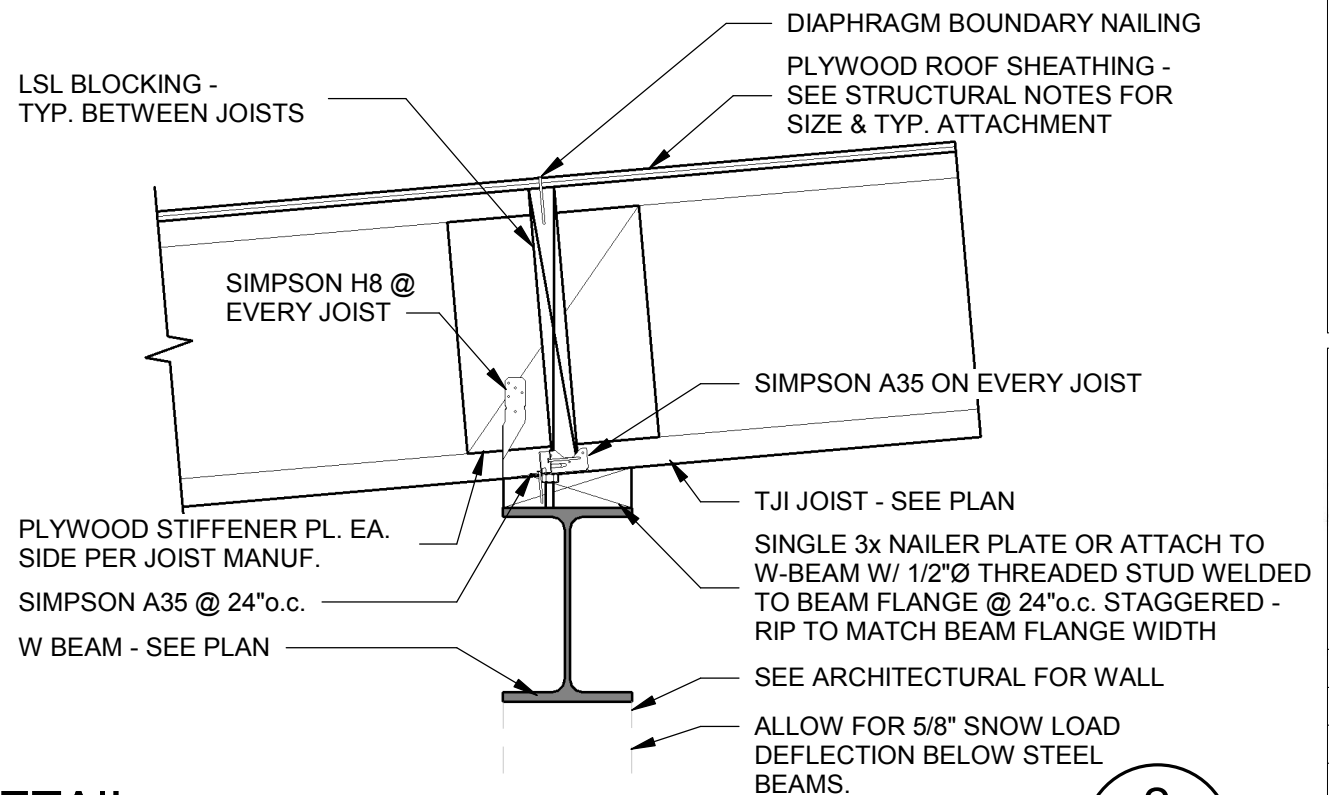 DIAPHRAGM BOUNDARY NAILING
LSL BLOCKING -
TYP. BETWEEN JOISTS
PLYWOOD ROOF SHEATHING -
SEE STRUCTURAL NOTES FOR
SIZE & TYP. ATTACHMENT
SIMPSON H8 @
EVERY JOIST
SIMPSON A35 ON EVERY JOIST
TJI JOIST - SEE PLAN
PLYWOOD STIFFENER PL. EA.
SIDE PER JOIST MANUF.
SIMPSON A35 @ 24"o.c.
W BEAM - SEE PLAN
SINGLE 3x NAILER PLATE OR ATTACH TO
W-BEAM W/ 1/2"Ø THREADED STUD WELDED
TO BEAM FLANGE @ 24"o.c. STAGGERED -
RIP TO MATCH BEAM FLANGE WIDTH
SEE ARCHITECTURAL FOR WALL
ALLOW FOR 5/8" SNOW LOAD
DEFLECTION BELOW STEEL
BEAMS.